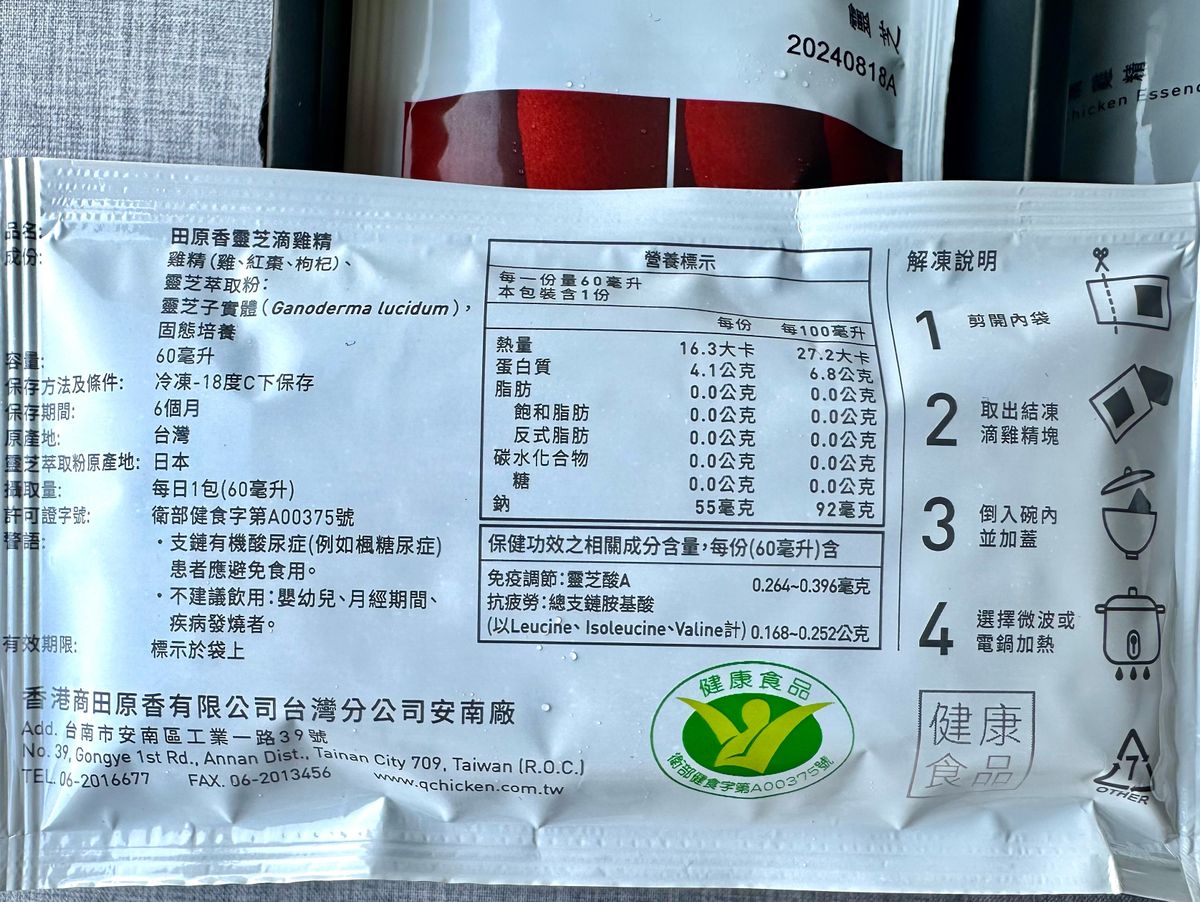 20240818A
hicken Essenc
品名: 田原香靈芝滴雞精
成份: 雞精(雞、紅棗、枸杞)、
靈芝萃取粉:
靈芝子實體(Ganoderma lucidum),
固態培養
容量: 60毫升
保存方法及條件: 冷凍-18度C下保存
保存期間: 6個月
原產地: 台灣
靈芝萃取粉原產地: 日本
攝取量: 每日1包(60毫升)
許可證字號: 衛部健食字第A00375號
警語: ・支鏈有機酸尿症(例如楓糖尿症)
患者應避免食用。
・不建議飲用:嬰幼兒、月經期間、
疾病發燒者。
有效期限: 標示於袋上
香港商田原香有限公司台灣分公司安南廠
Add. 台南市安南區工業一路39號
No. 39, Gongye 1st Rd., Annan Dist., Tainan City 709, Taiwan (R.O.C.)
TEL. 06-2016677 FAX. 06-2013456 www.qchicken.com.tw
營養標示
每一份量60毫升
本包裝含1份
每份 每100毫升
熱量 16.3大卡 27.2大卡
蛋白質 4.1公克 6.8公克
脂肪 0.0公克 0.0公克
飽和脂肪 0.0公克 0.0公克
反式脂肪 0.0公克 0.0公克
碳水化合物 0.0公克 0.0公克
糖 0.0公克 0.0公克
鈉 55毫克 92毫克
保健功效之相關成分含量,每份(60毫升)含
免疫調節:靈芝酸A 0.264~0.396毫克
抗疲勞:總支鏈胺基酸
(以Leucine、Isoleucine、Valine計) 0.168~0.252公克
健康食品
衛部健食字第A00375號
解凍說明
1 剪開內袋
2 取出結凍
滴雞精塊
3 倒入碗內
並加蓋
4 選擇微波或
電鍋加熱
健康
食品
7
OTHER